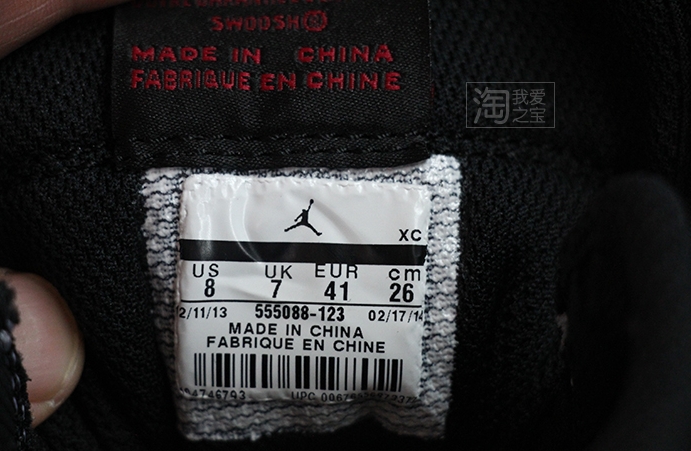 SWOOSH®
MADE IN CHINA
FABRIQUE EN CHINE
淘 我爱之宝
XC
US UK EUR cm
8 7 41 26
2/11/13 555088-123 02/17/14
MADE IN CHINA
FABRIQUE EN CHINE
UPC